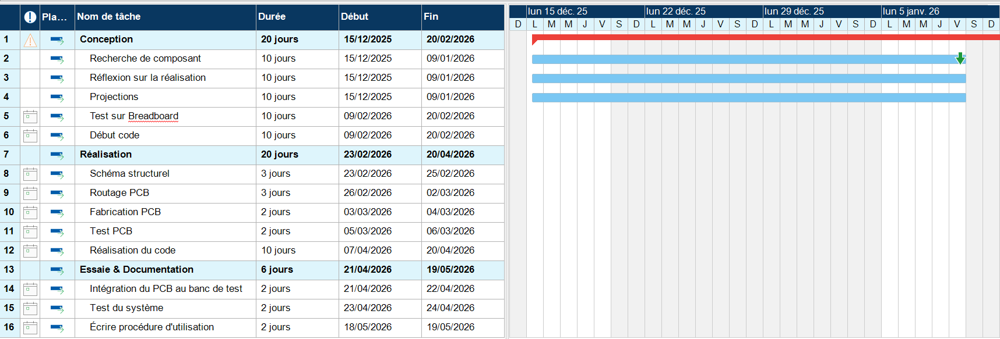 Pla... Nom de tâche Durée Début Fin
lun 15 déc. 25 lun 22 déc. 25 lun 29 déc. 25 lun 5 janv. 26
D L M M J V S D L M M J V S D L M M J V S D L M M J V S D
1 Conception 20 jours 15/12/2025 20/02/2026
2 Recherche de composant 10 jours 15/12/2025 09/01/2026
3 Réflexion sur la réalisation 10 jours 15/12/2025 09/01/2026
4 Projections 10 jours 15/12/2025 09/01/2026
5 Test sur Breadboard 10 jours 09/02/2026 20/02/2026
6 Début code 10 jours 09/02/2026 20/02/2026
7 Réalisation 20 jours 23/02/2026 20/04/2026
8 Schéma structurel 3 jours 23/02/2026 25/02/2026
9 Routage PCB 3 jours 26/02/2026 02/03/2026
10 Fabrication PCB 2 jours 03/03/2026 04/03/2026
11 Test PCB 2 jours 05/03/2026 06/03/2026
12 Réalisation du code 10 jours 07/04/2026 20/04/2026
13 Essaie & Documentation 6 jours 21/04/2026 19/05/2026
14 Intégration du PCB au banc de test 2 jours 21/04/2026 22/04/2026
15 Test du système 2 jours 23/04/2026 24/04/2026
16 Écrire procédure d'utilisation 2 jours 18/05/2026 19/05/2026